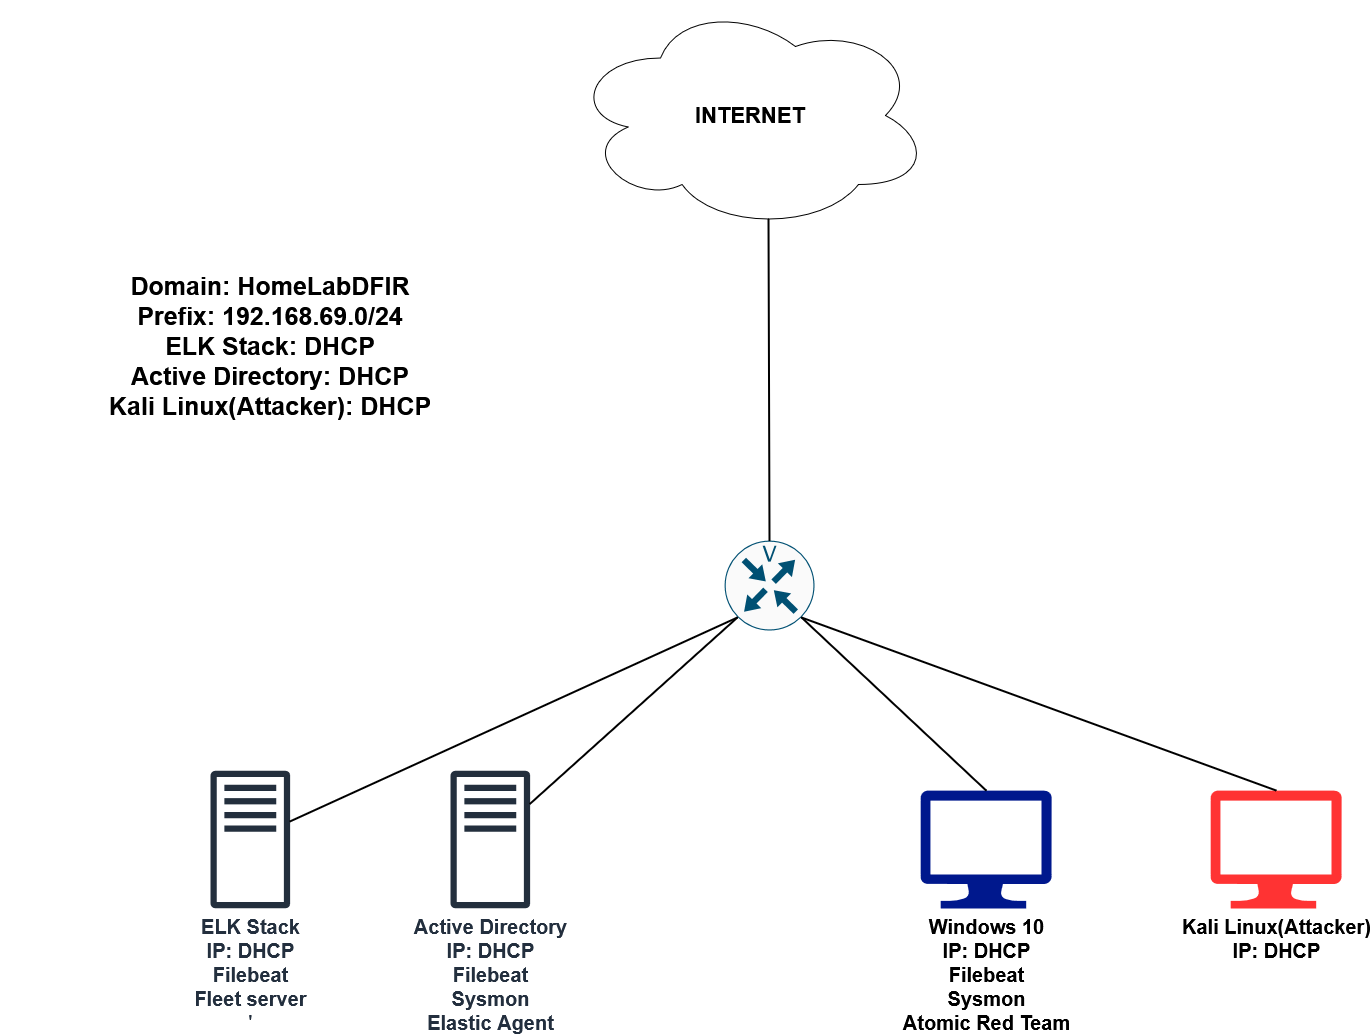 INTERNET
Domain: HomeLabDFIR
Prefix: 192.168.69.0/24
ELK Stack: DHCP
Active Directory: DHCP
Kali Linux(Attacker): DHCP
V
ELK Stack
IP: DHCP
Filebeat
Fleet server
'
Active Directory
IP: DHCP
Filebeat
Sysmon
Elastic Agent
Windows 10
IP: DHCP
Filebeat
Sysmon
Atomic Red Team
Kali Linux(Attacker)
IP: DHCP